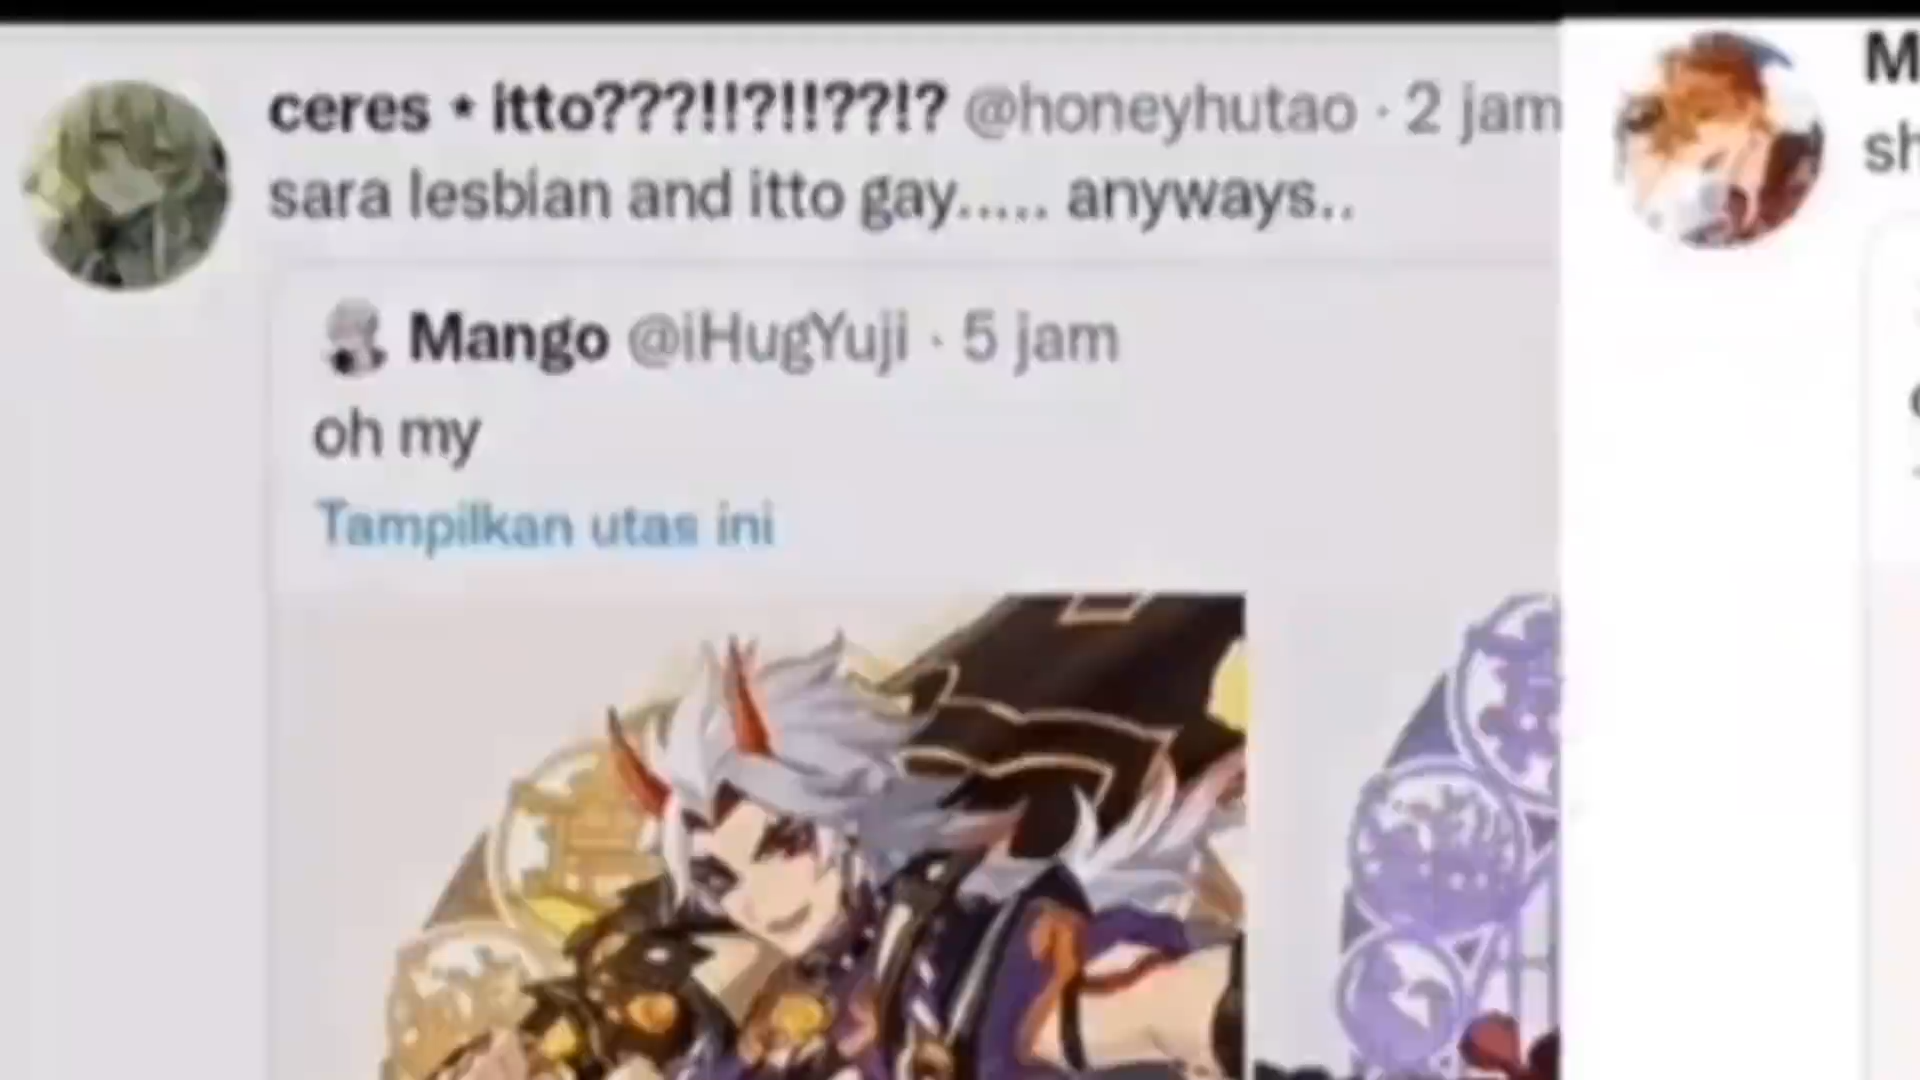 ceres • itto???!!?!!??!? @honeyhutao · 2 jam
sara lesbian and itto gay..... anyways..
Mango @iHugYuji · 5 jam
oh my
Tampilkan utas ini